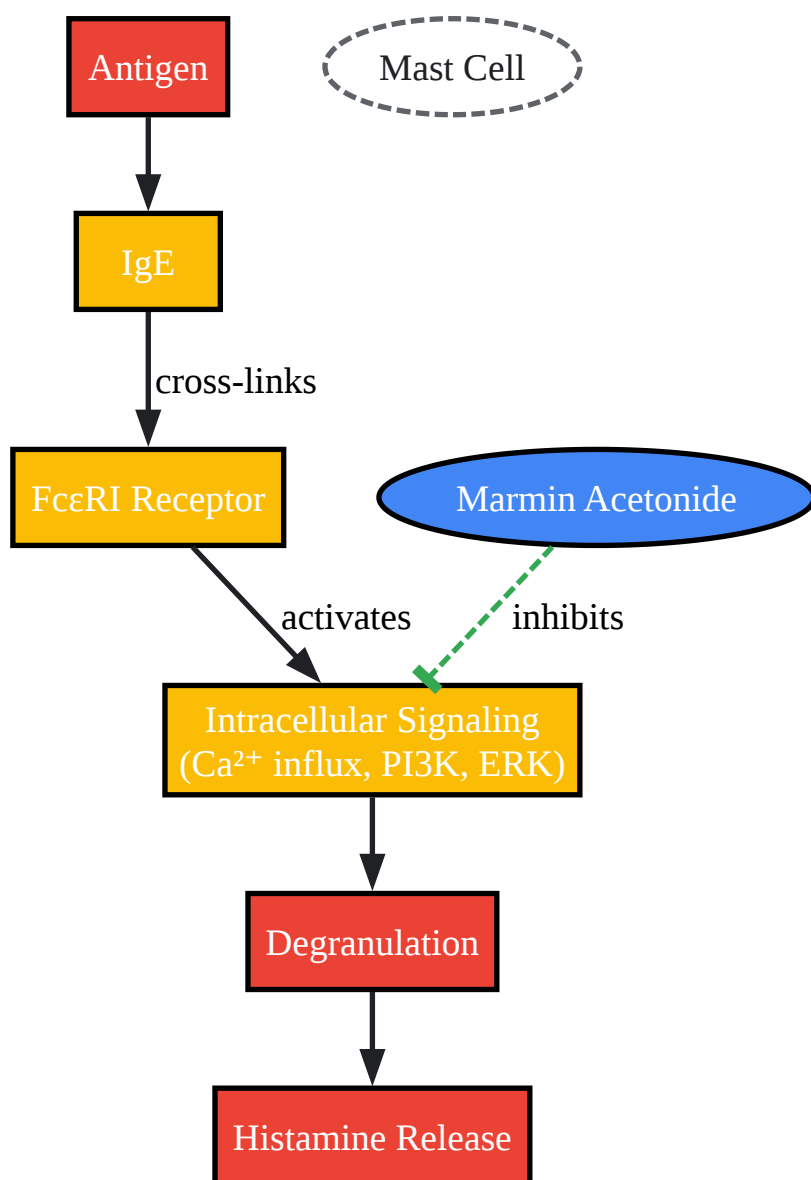 Antigen
Mast Cell
IgE
cross-links
FcεRI Receptor
Marmin Acetonide
activates
inhibits
Intracellular Signaling
(Ca²⁺ influx, PI3K, ERK)
Degranulation
Histamine Release